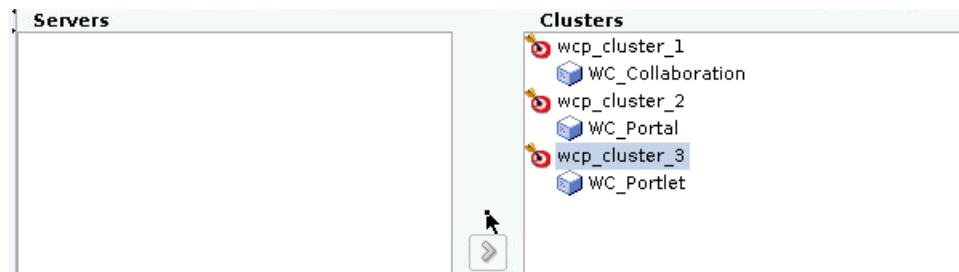 Servers
Clusters
wcp_cluster_1
WC_Collaboration
wcp_cluster_2
WC_Portal
wcp_cluster_3
WC_Portlet